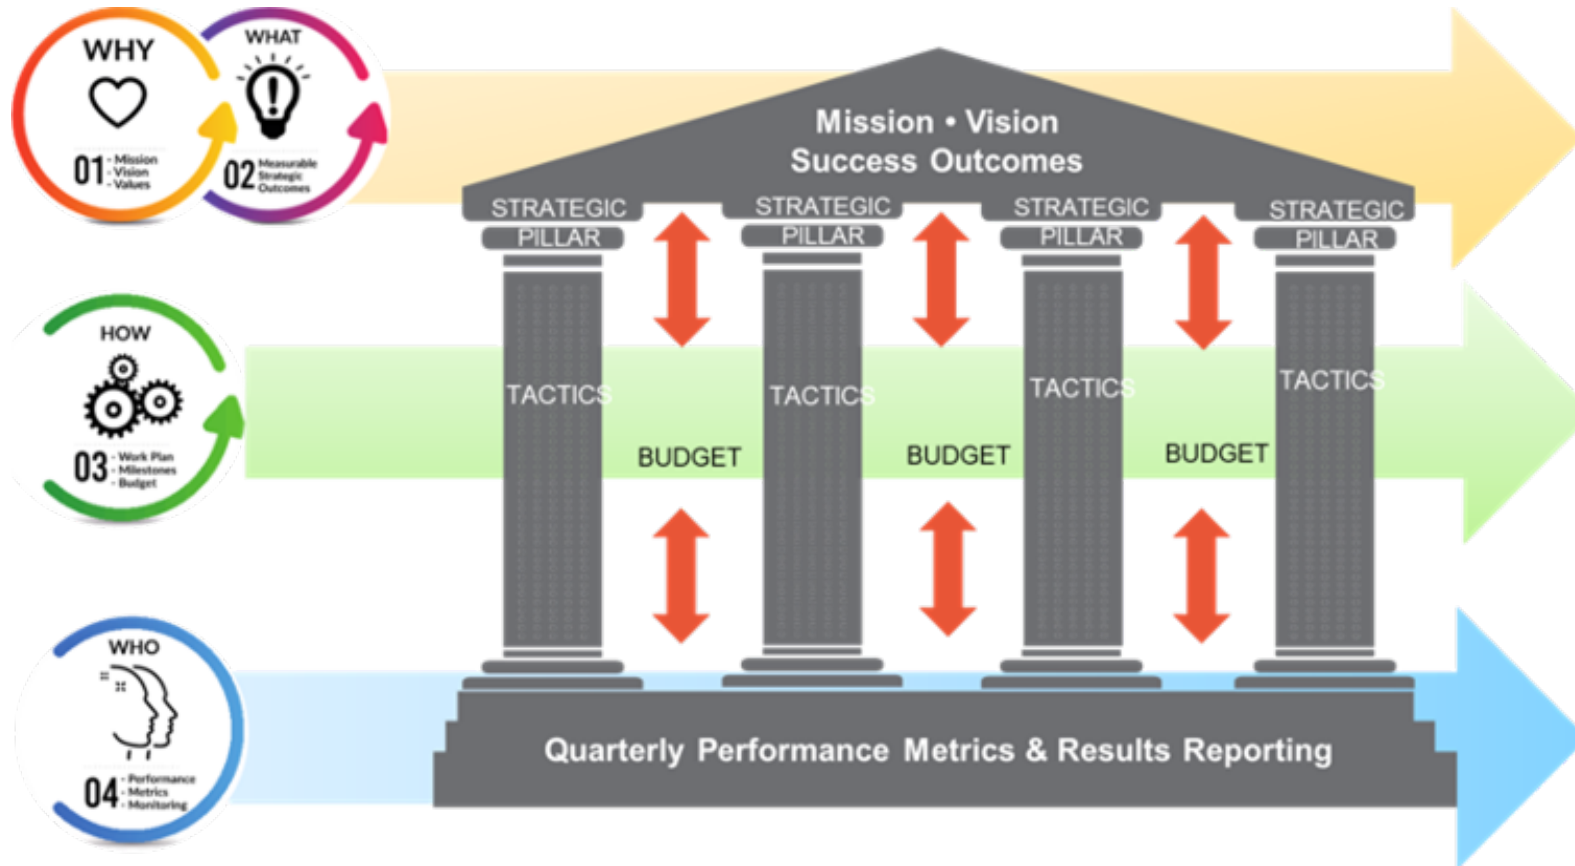 WHY
01 - Mission
- Vision
- Values
WHAT
02 Measurable
Strategic
Outcomes
Mission • Vision
Success Outcomes
STRATEGIC
PILLAR
STRATEGIC
PILLAR
STRATEGIC
PILLAR
STRATEGIC
PILLAR
HOW
03 - Work Plan
- Milestones
- Budget
TACTICS
TACTICS
TACTICS
TACTICS
BUDGET
BUDGET
BUDGET
WHO
04 - Performance
- Metrics
- Monitoring
Quarterly Performance Metrics & Results Reporting